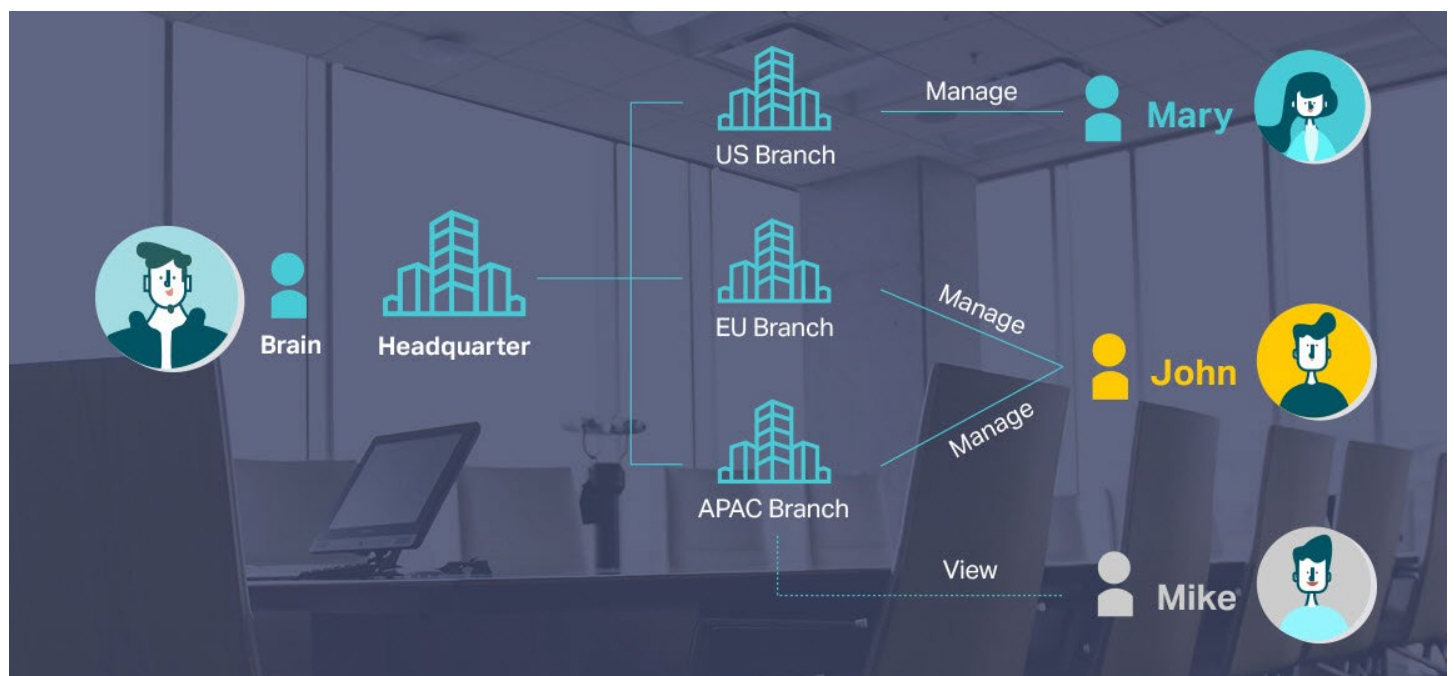 Manage
Mary
US Branch
Brain
Headquarter
EU Branch
Manage
John
Manage
APAC Branch
View
Mike